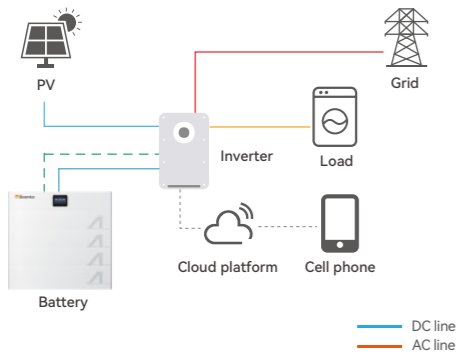 PV
Grid
Inverter
Load
Cloud platform
Cell phone
Battery
DC line
AC line